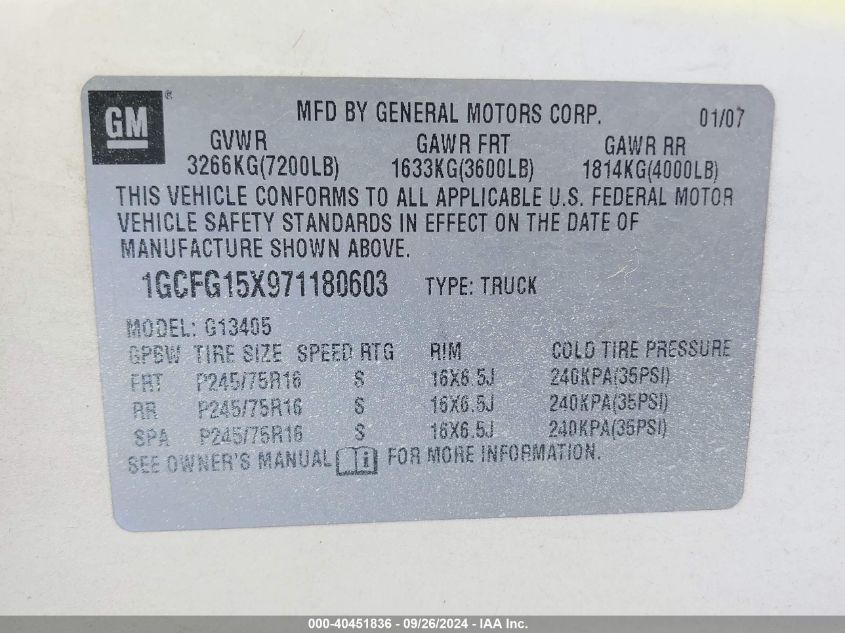 GM®
MFD BY GENERAL MOTORS CORP. 01/07
GVWR GAWR FRT GAWR RR
3266KG(7200LB) 1633KG(3600LB) 1814KG(4000LB)
THIS VEHICLE CONFORMS TO ALL APPLICABLE U.S. FEDERAL MOTOR
VEHICLE SAFETY STANDARDS IN EFFECT ON THE DATE OF
MANUFACTURE SHOWN ABOVE.
1GCFG15X971180603 TYPE: TRUCK
MODEL: G13405
GPSW TIRE SIZE SPEED RTG RIM COLD TIRE PRESSURE
FRT P245/75R16 S 16X6.5J 240KPA(35PSI)
RR P245/75R16 S 16X6.5J 240KPA(35PSI)
SPA P245/75R16 S 16X6.5J 240KPA(35PSI)
SEE OWNER'S MANUAL i FOR MORE INFORMATION.
000-40451836 - 09/26/2024 - IAA Inc.